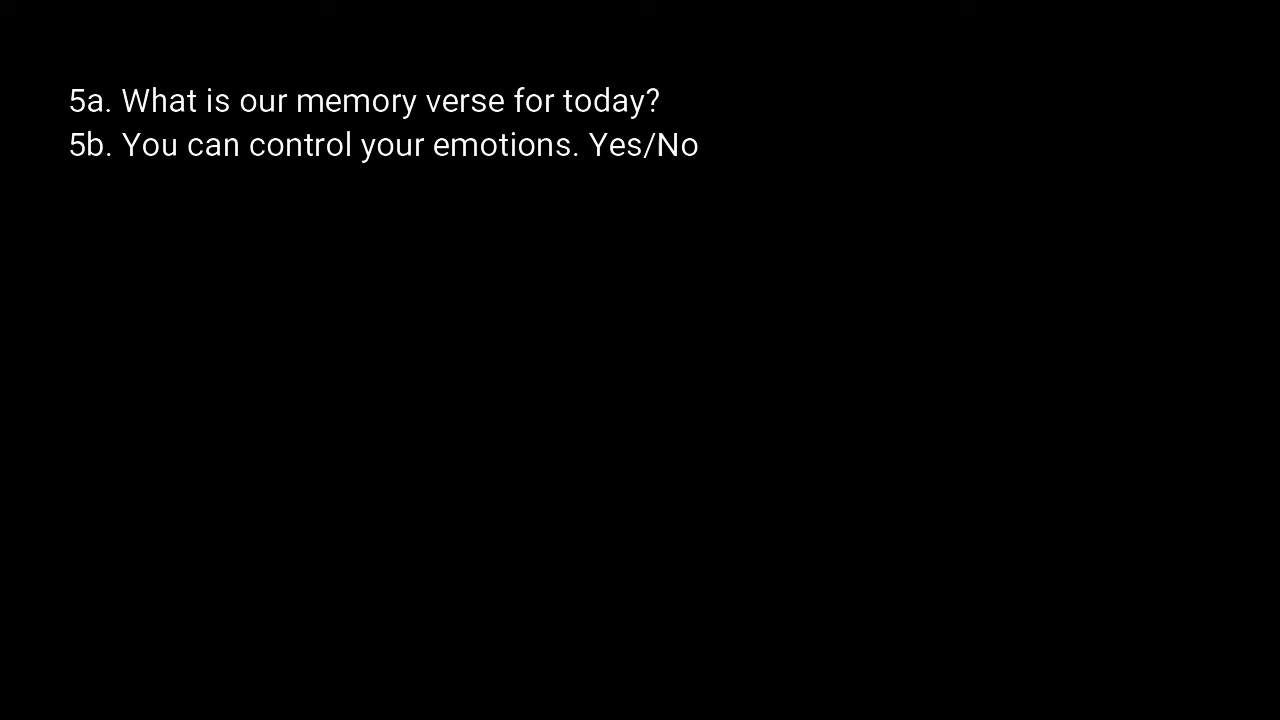 5a. What is our memory verse for today?
5b. You can control your emotions. Yes/No